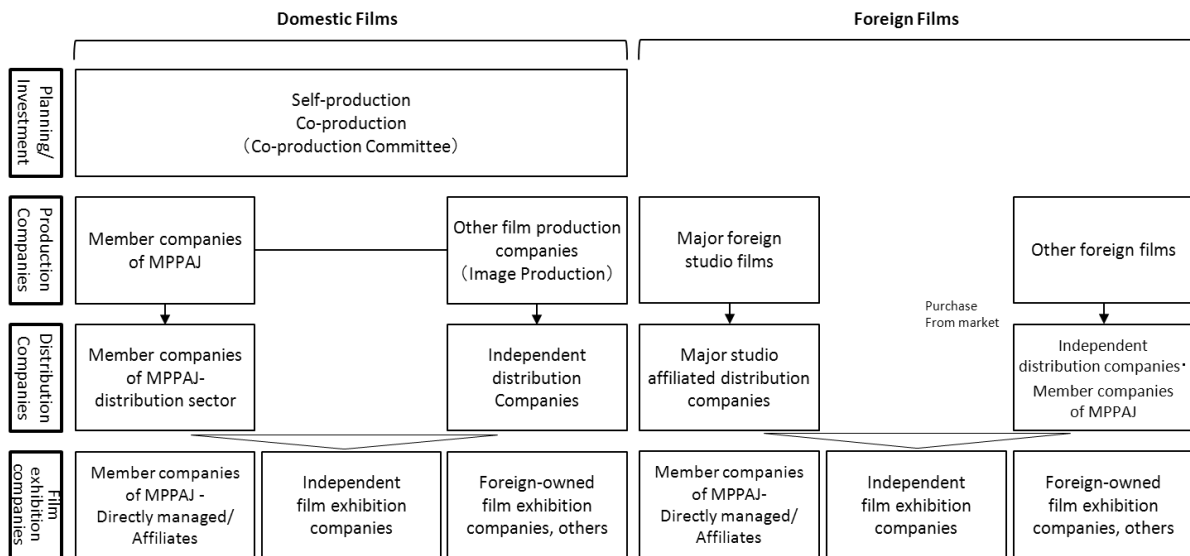 Domestic Films
Foreign Films
Planning/
Investment
Self-production
Co-production
（Co-production Committee）
Production
Companies
Member companies
of MPPAJ
Other film production
companies
（Image Production）
Major foreign
studio films
Other foreign films
Purchase
From market
Distribution
Companies
Member companies
of MPPAJ-
distribution sector
Independent
distribution
Companies
Major studio
affiliated distribution
companies
Independent
distribution companies・
Member companies
of MPPAJ
Film
exhibition
companies
Member companies
of MPPAJ -
Directly managed/
Affiliates
Independent
film exhibition
companies
Foreign-owned
film exhibition
companies, others
Member companies
of MPPAJ-
Directly managed/
Affiliates
Independent
film exhibition
companies
Foreign-owned
film exhibition
companies, others